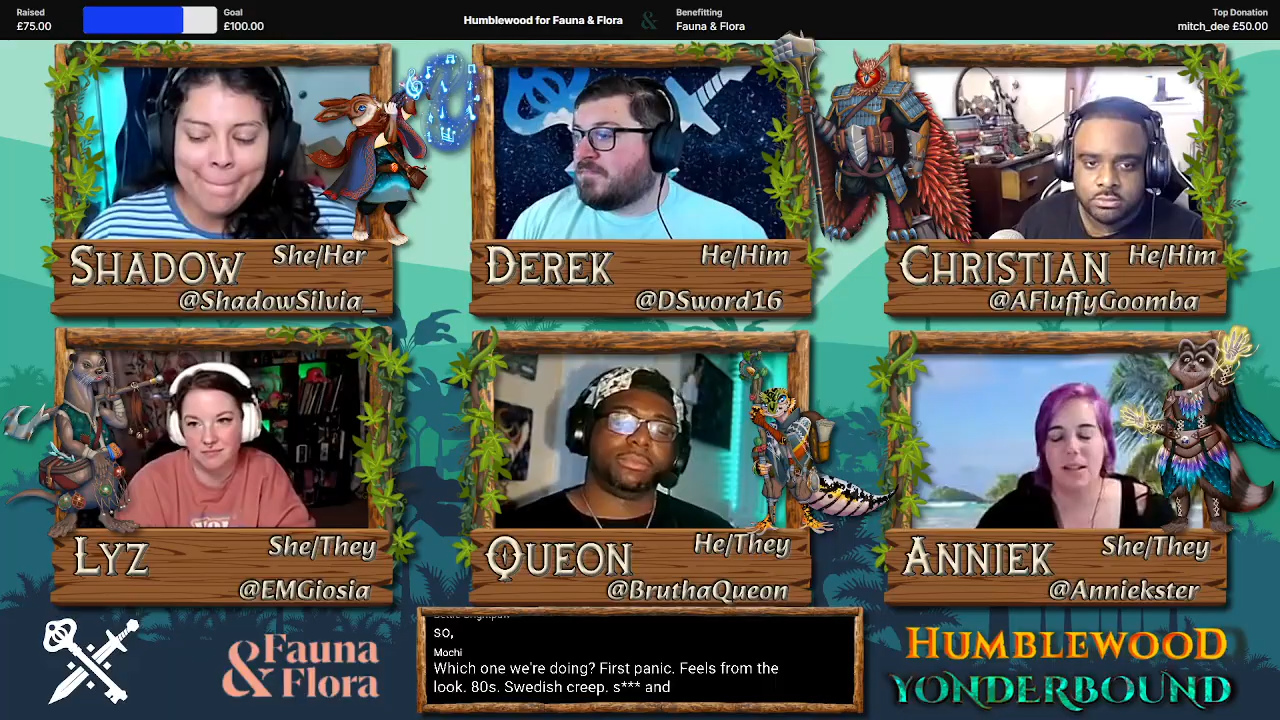 Raised
£75.00
Goal
£100.00
Humblewood for Fauna & Flora
&
Benefitting
Fauna & Flora
Top Donation
mitch_dee £50.00
SHADOW She/Her
@ShadowSilvia_
DEREK He/Him
@DSword16
CHRISTIAN He/Him
@AFluffyGoomba
LYZ She/They
@EMGiosia
QUEON He/They
@BruthaQueon
ANNIEK She/They
@Anniekster
Fauna
& Flora
so,
Mochi
Which one we're doing? First panic. Feels from the
look. 80s. Swedish creep. s*** and
HUMBLEWOOD
YONDERBOUND